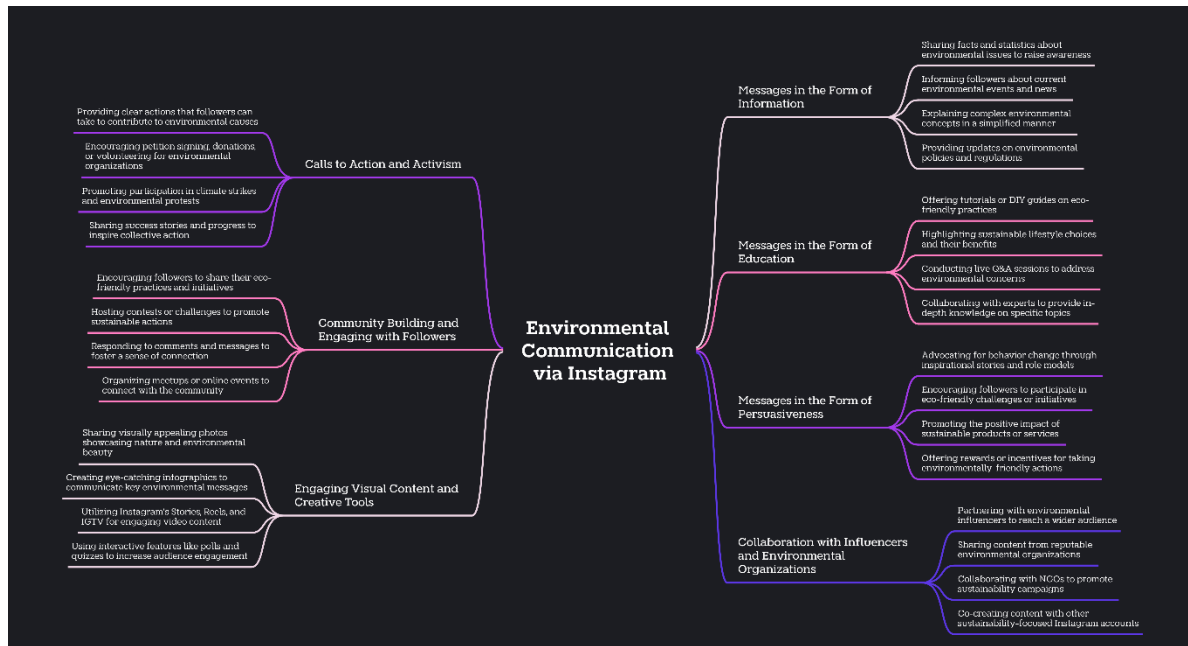 Environmental
Communication
via Instagram
Messages in the Form of
Information
Sharing facts and statistics about
environmental issues to raise awareness
Informing followers about current
environmental events and news
Explaining complex environmental
concepts in a simplified manner
Providing updates on environmental
policies and regulations
Messages in the Form of
Education
Offering tutorials or DIY guides on eco-
friendly practices
Highlighting sustainable lifestyle choices
and their benefits
Conducting live Q&A sessions to address
environmental concerns
Collaborating with experts to provide in-
depth knowledge on specific topics
Messages in the Form of
Persuasiveness
Advocating for behavior change through
inspirational stories and role models
Encouraging followers to participate in
eco-friendly challenges or initiatives
Promoting the positive impact of
sustainable products or services
Offering rewards or incentives for taking
environmentally-friendly actions
Collaboration with Influencers
and Environmental
Organizations
Partnering with environmental
influencers to reach a wider audience
Sharing content from reputable
environmental organizations
Collaborating with NGOs to promote
sustainability campaigns
Co-creating content with other
sustainability-focused Instagram accounts
Calls to Action and Activism
Providing clear actions that followers can
take to contribute to environmental causes
Encouraging petition signing, donations,
or volunteering for environmental
organizations
Promoting participation in climate strikes
and environmental protests
Sharing success stories and progress to
inspire collective action
Community Building and
Engaging with Followers
Encouraging followers to share their eco-
friendly practices and initiatives
Hosting contests or challenges to promote
sustainable actions
Responding to comments and messages to
foster a sense of connection
Organizing meetups or online events to
connect with the community
Engaging Visual Content and
Creative Tools
Sharing visually appealing photos
showcasing nature and environmental
beauty
Creating eye-catching infographics to
communicate key environmental messages
Utilizing Instagram's Stories, Reels, and
IGTV for engaging video content
Using interactive features like polls and
quizzes to increase audience engagement